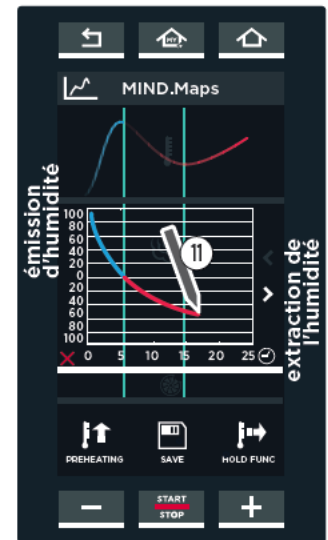 MY
MIND.Maps
émission
d'humidité
100
80
60
40
20
0
20
40
60
80
100
11
extraction de
l'humidité
0 5 10 15 20 25
PREHEATING SAVE HOLD FUNC
START
STOP